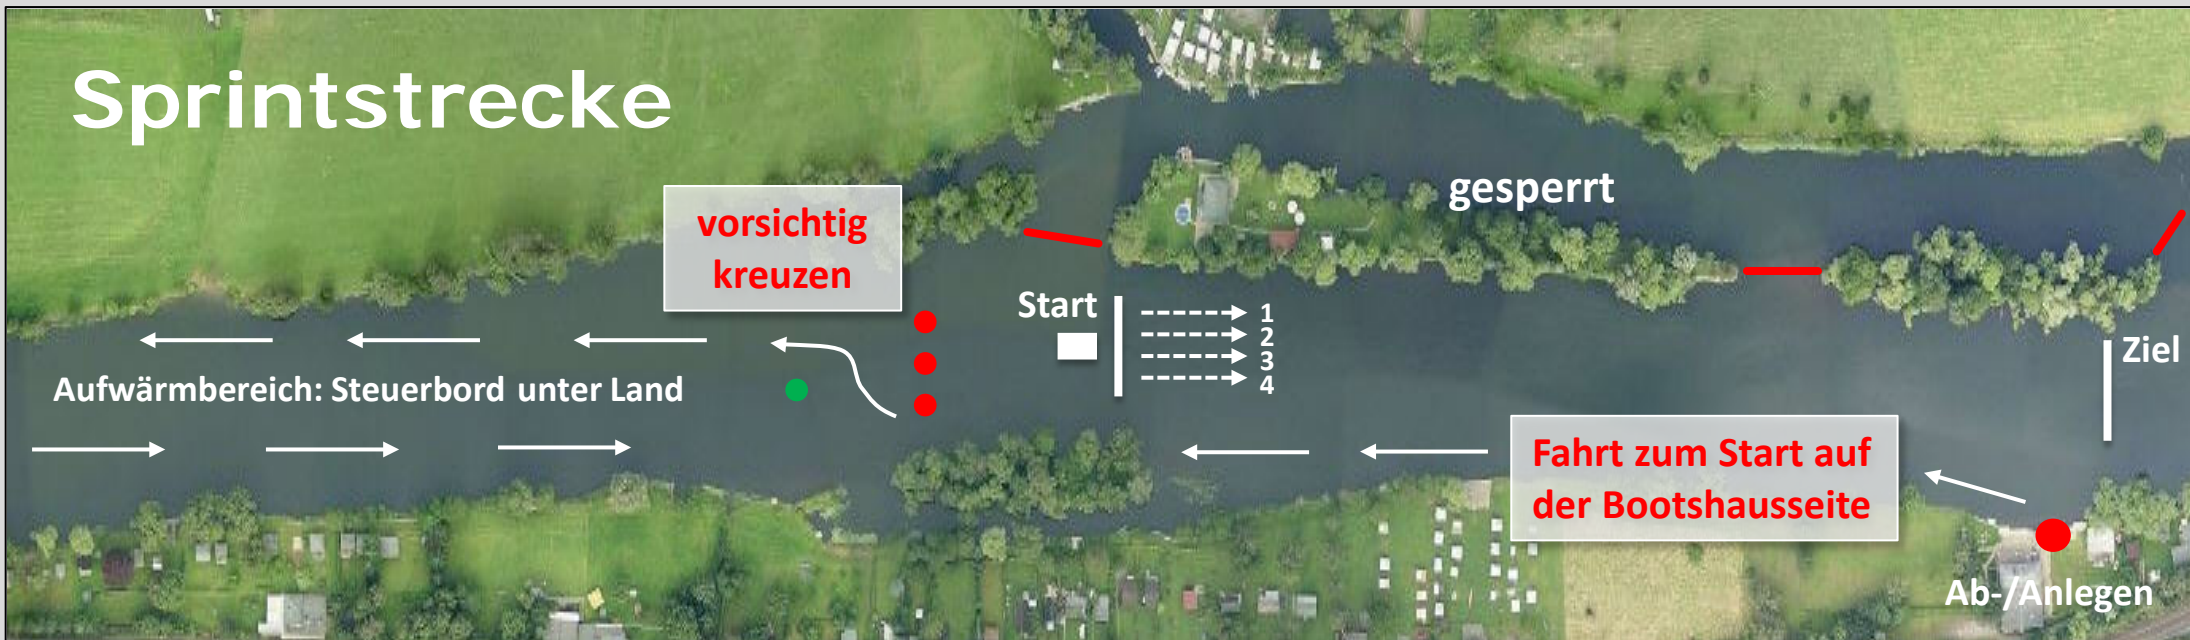 Sprintstrecke
gesperrt
vorsichtig
kreuzen
Start
1
2
3
4
Ziel
Aufwärmbereich: Steuerbord unter Land
Fahrt zum Start auf
der Bootshausseite
Ab-/Anlegen